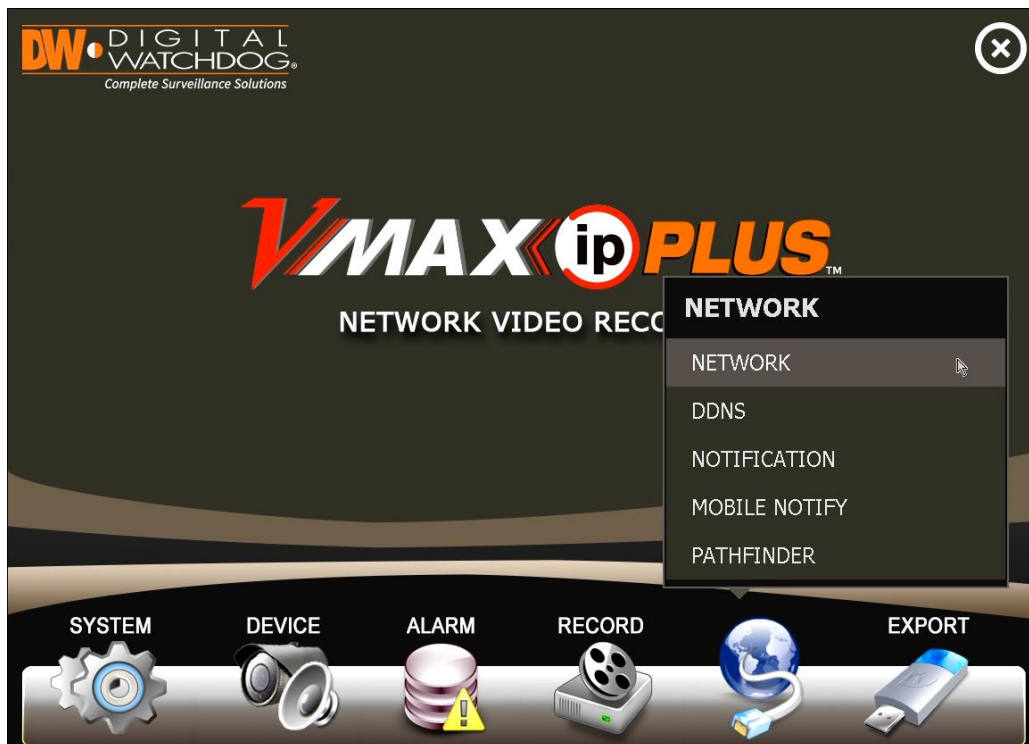 DW DIGITAL
WATCHDOG®
Complete Surveillance Solutions
VMAX ip PLUS™
NETWORK VIDEO RECO
NETWORK
NETWORK
DDNS
NOTIFICATION
MOBILE NOTIFY
PATHFINDER
SYSTEM DEVICE ALARM RECORD EXPORT